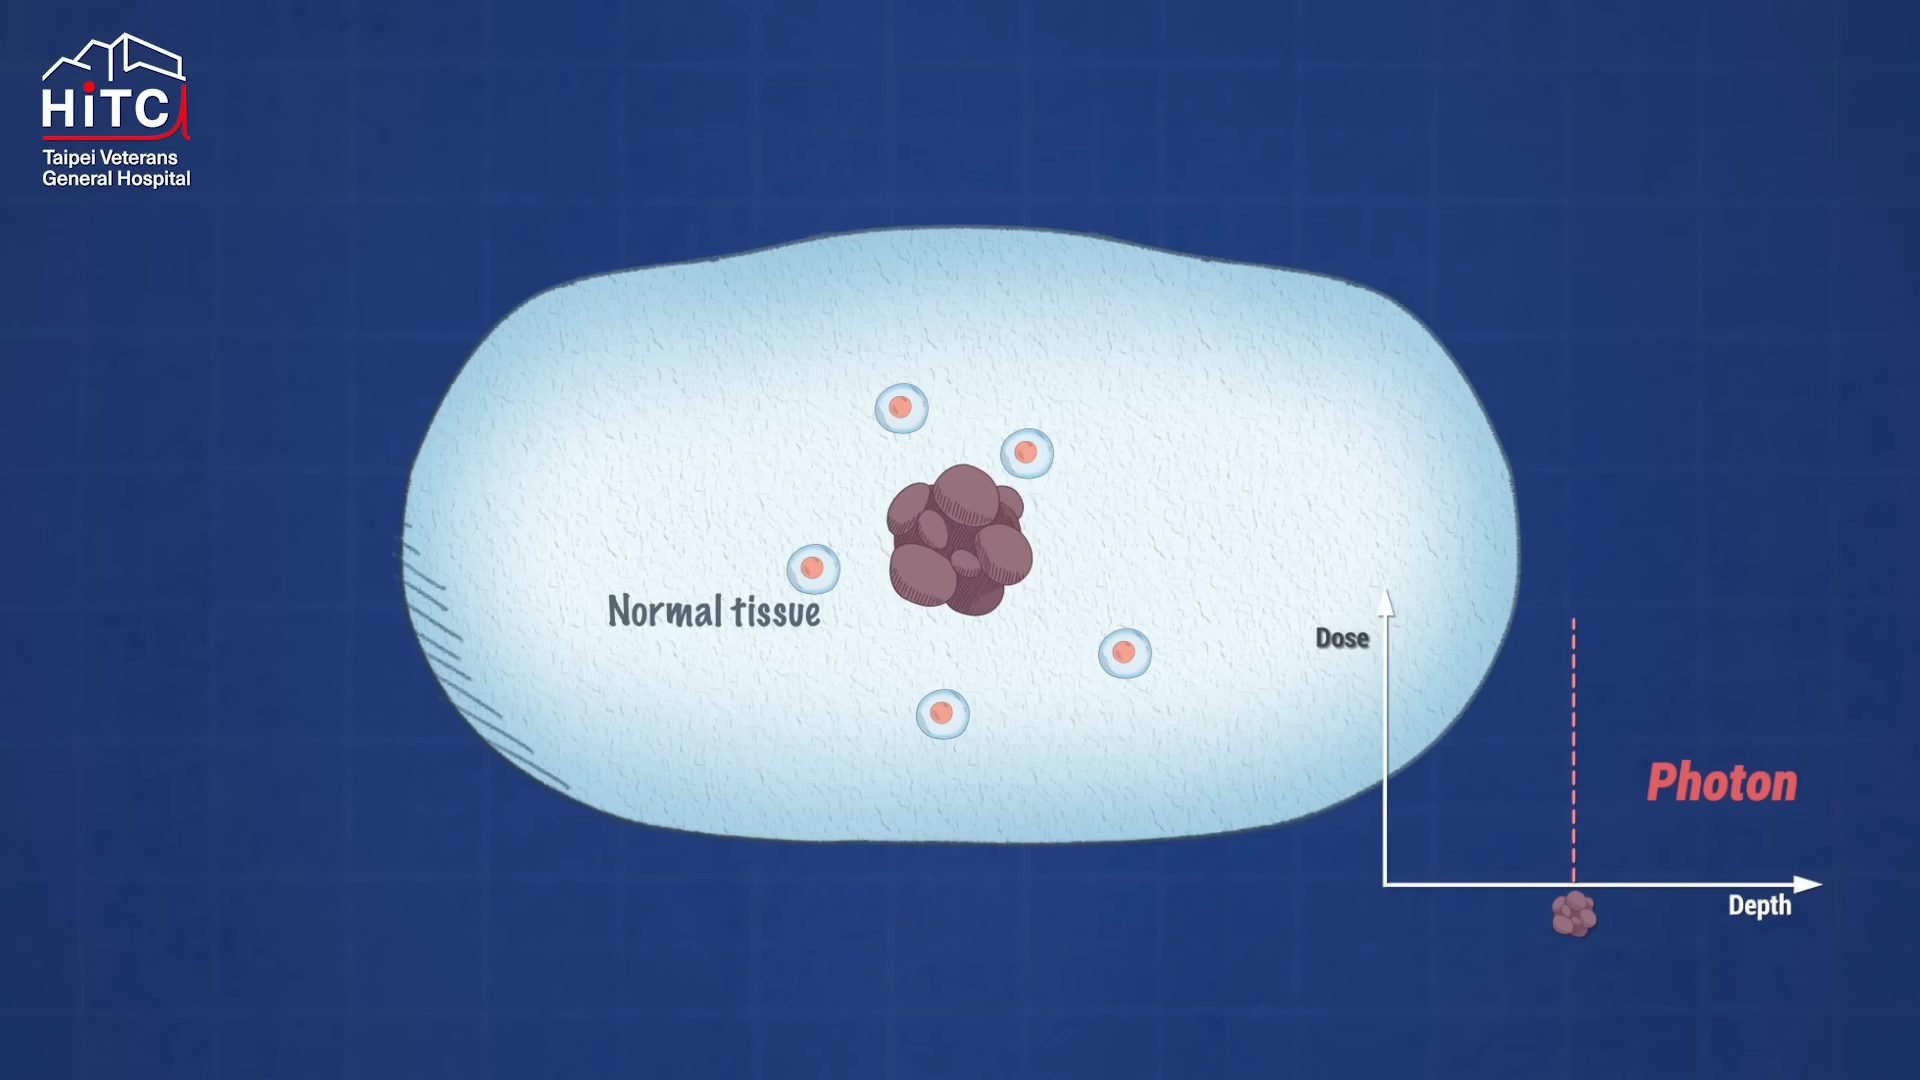 HiTC
Taipei Veterans
General Hospital
Normal tissue
Dose
Photon
Depth